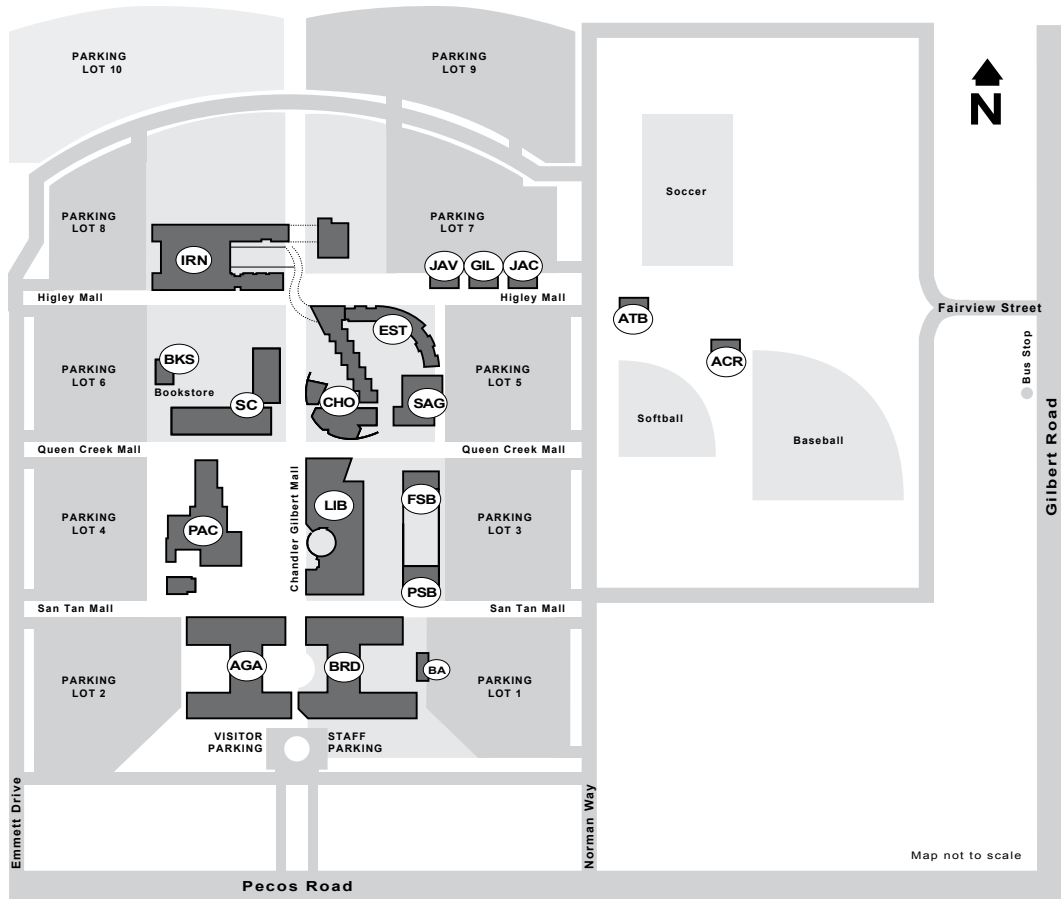 PARKING
LOT 10
PARKING
LOT 9
N
Soccer
PARKING
LOT 8
PARKING
LOT 7
IRN
JAV
GIL
JAC
Higley Mall
Higley Mall
Fairview Street
ATB
EST
ACR
Bus Stop
BKS
Bookstore
PARKING
LOT 6
PARKING
LOT 5
SC
CHO
SAG
Softball
Baseball
Gilbert Road
Queen Creek Mall
Queen Creek Mall
Chandler Gilbert Mall
LIB
FSB
PARKING
LOT 4
PAC
PARKING
LOT 3
PSB
San Tan Mall
San Tan Mall
PARKING
LOT 2
AGA
BRD
BA
PARKING
LOT 1
VISITOR
PARKING
STAFF
PARKING
Emmett Drive
Norman Way
Map not to scale
Pecos Road